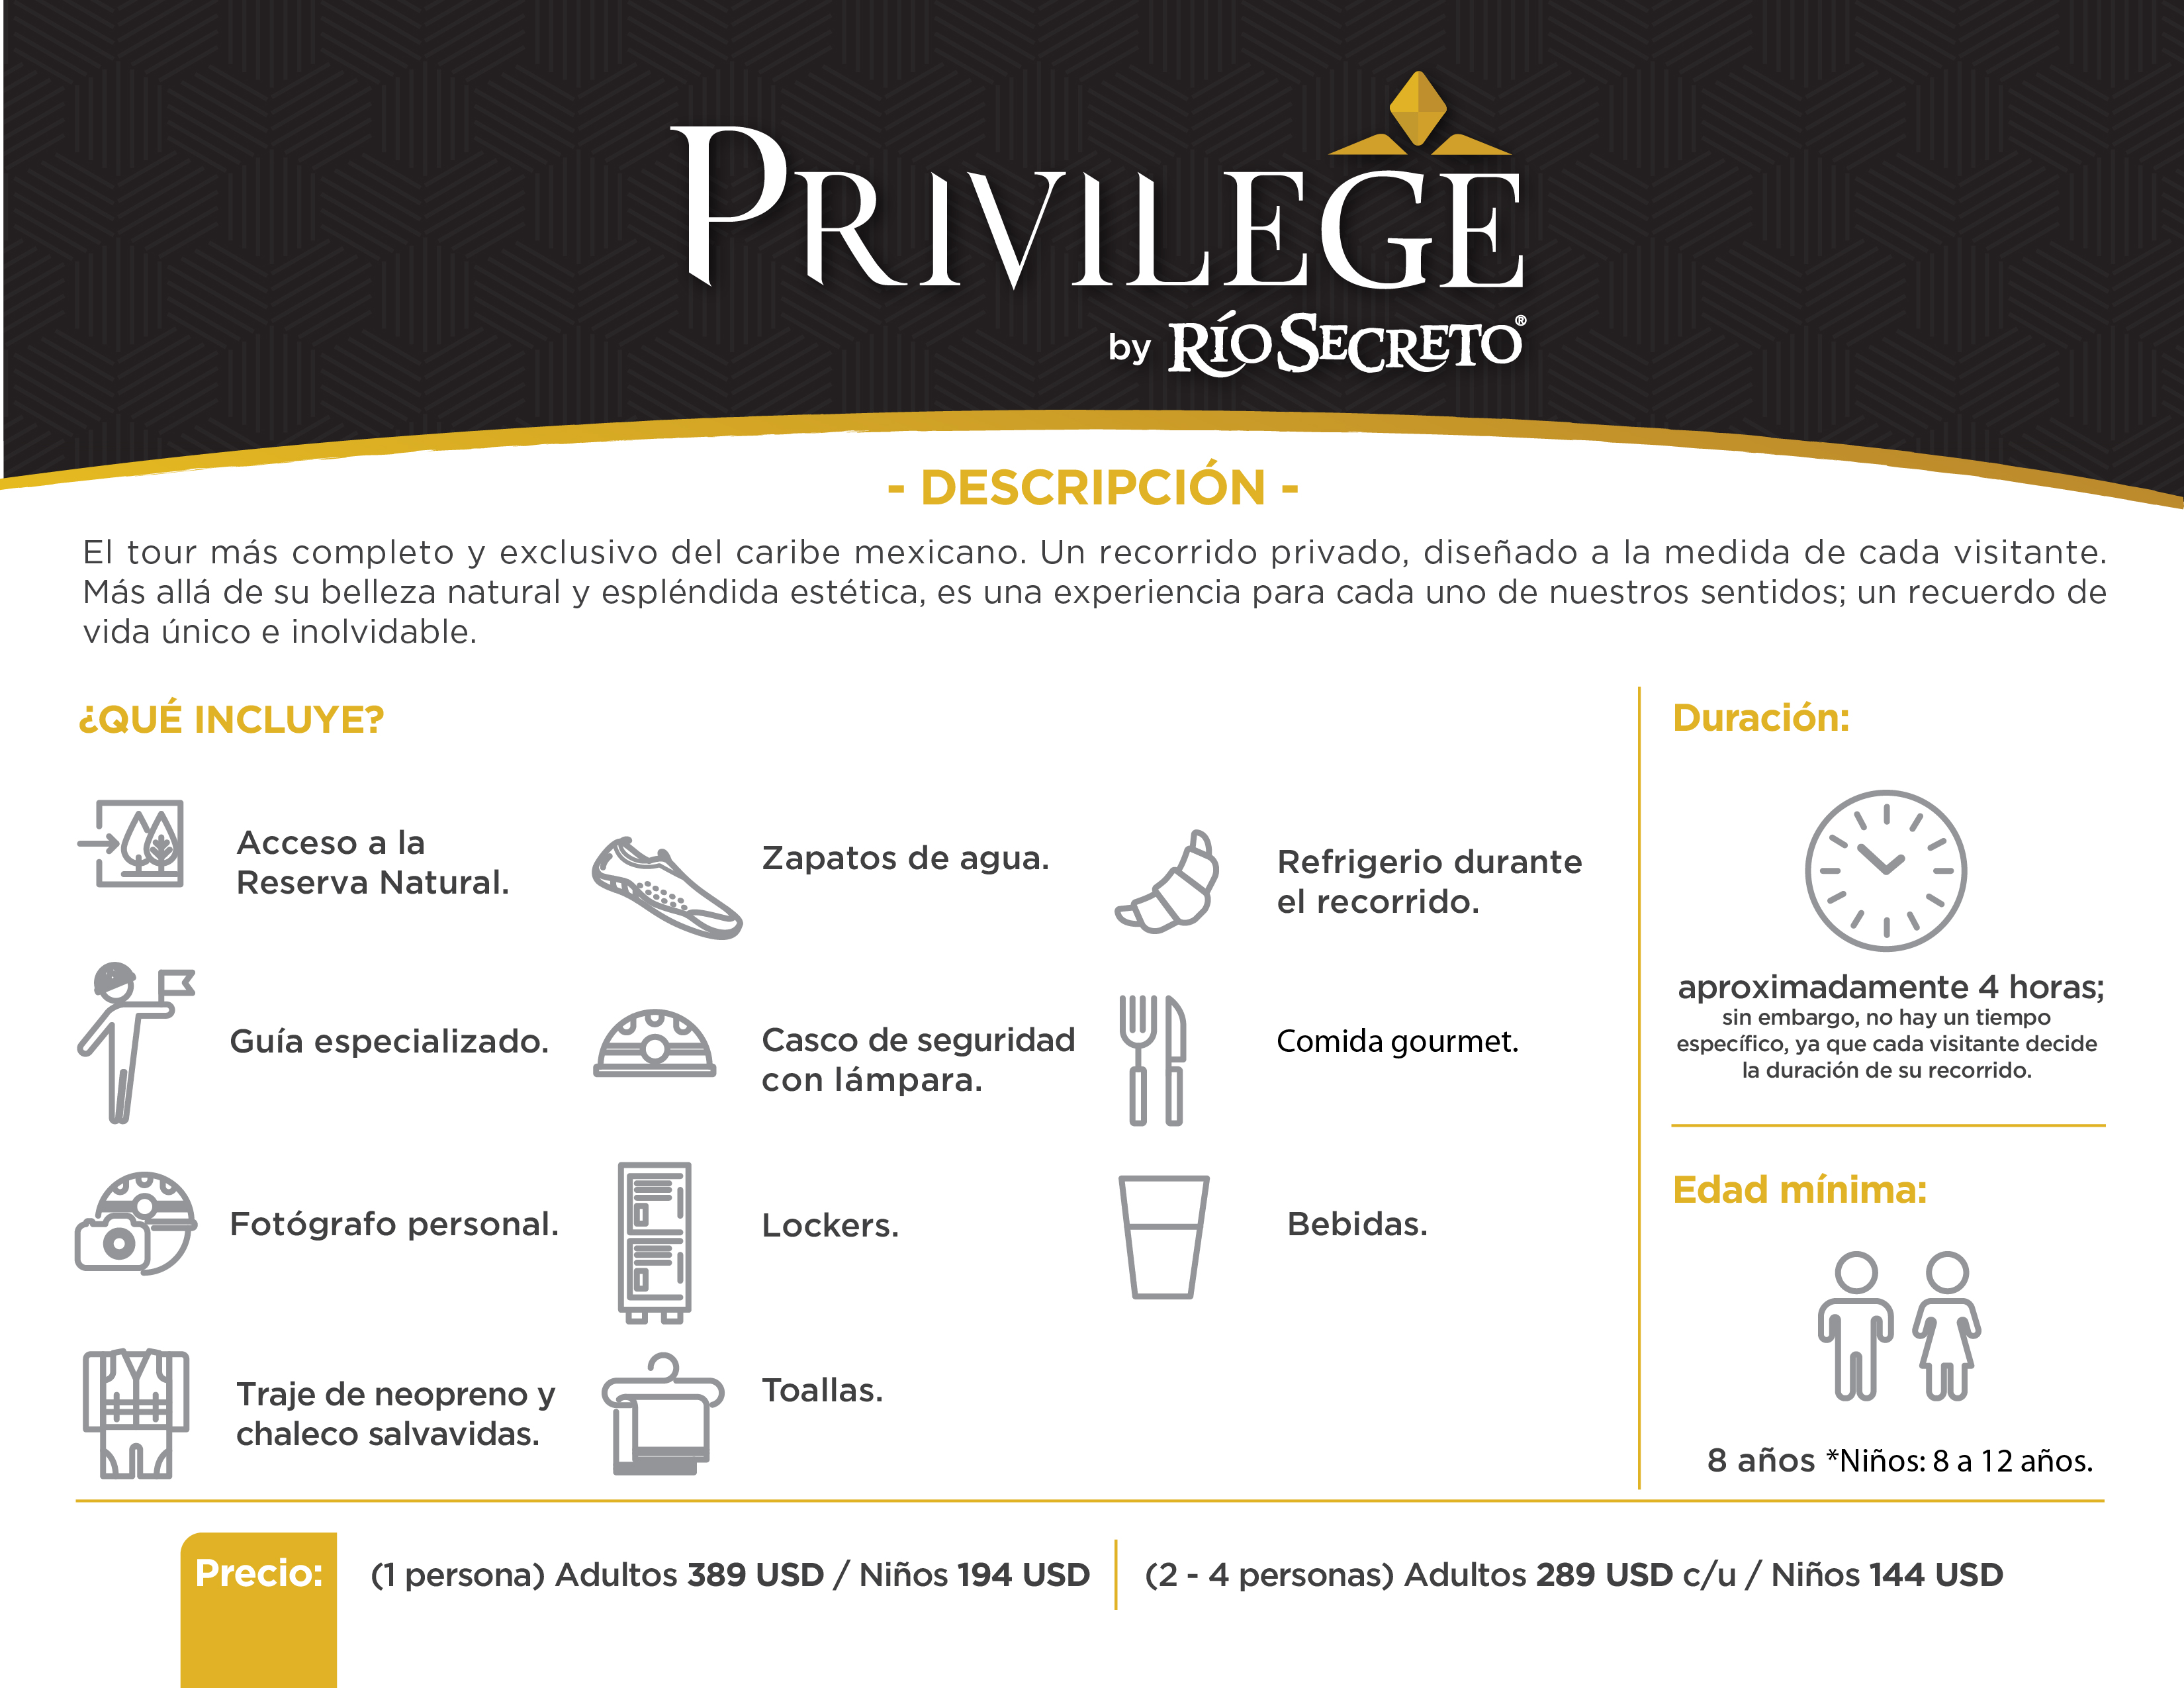 PRIVILEGE
by RÍO SECRETO®
- DESCRIPCIÓN -
El tour más completo y exclusivo del caribe mexicano. Un recorrido privado, diseñado a la medida de cada visitante.
Más allá de su belleza natural y espléndida estética, es una experiencia para cada uno de nuestros sentidos; un recuerdo de
vida único e inolvidable.
¿QUÉ INCLUYE?
Acceso a la
Reserva Natural.
Guía especializado.
Fotógrafo personal.
Traje de neopreno y
chaleco salvavidas.
Zapatos de agua.
Casco de seguridad
con lámpara.
Lockers.
Toallas.
Refrigerio durante
el recorrido.
Comida gourmet.
Bebidas.
Duración:
aproximadamente 4 horas;
sin embargo, no hay un tiempo
específico, ya que cada visitante decide
la duración de su recorrido.
Edad mínima:
8 años *Niños: 8 a 12 años.
Precio:
(1 persona) Adultos 389 USD / Niños 194 USD
(2 - 4 personas) Adultos 289 USD c/u / Niños 144 USD